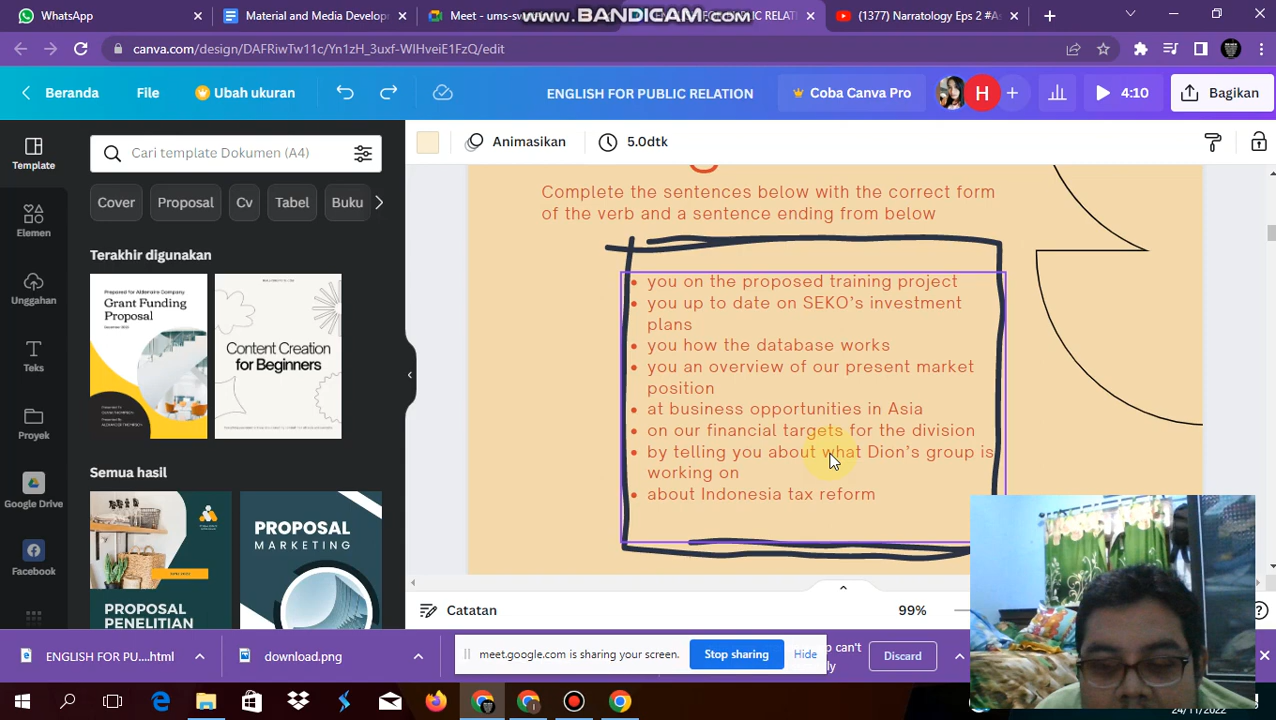 WhatsApp
Material and Media Develop
Meet - ums-sw
www.BANDICAM.com
FOR PUBLIC RELATI
(1377) Narratology Eps 2 #A
canva.com/design/DAFRiwTw11c/Yn1zH_3uxf-WIHveiE1FzQ/edit
Beranda
File
Ubah ukuran
ENGLISH FOR PUBLIC RELATION
Coba Canva Pro
H
4:10
Bagikan
Template
Cari template Dokumen (A4)
Animasikan
5.0dtk
Cover
Proposal
Cv
Tabel
Buku
Elemen
Unggahan
Teks
Proyek
Google Drive
Facebook
Terakhir digunakan
Grant Funding
Proposal
Content Creation
for Beginners
Semua hasil
PROPOSAL
PENELITIAN
PROPOSAL
MARKETING
Complete the sentences below with the correct form
of the verb and a sentence ending from below
you on the proposed training project
you up to date on SEKO's investment
plans
you how the database works
you an overview of our present market
position
at business opportunities in Asia
on our financial targets for the division
by telling you about what Dion's group is
working on
about Indonesia tax reform
Catatan
99%
ENGLISH FOR PU....html
download.png
meet.google.com is sharing your screen.
Stop sharing
Hide
o can't
Discard
24/11/2022